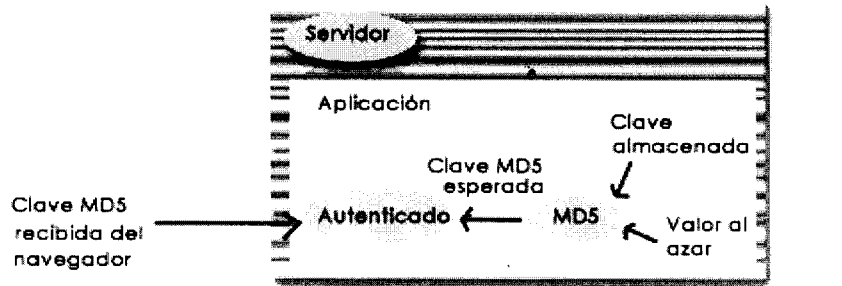 Servidor
Aplicación
Clave
almacenada
Clave MD5
esperada
Clave MD5
recibida del
navegador
Autenticado
MD5
Valor al
azar